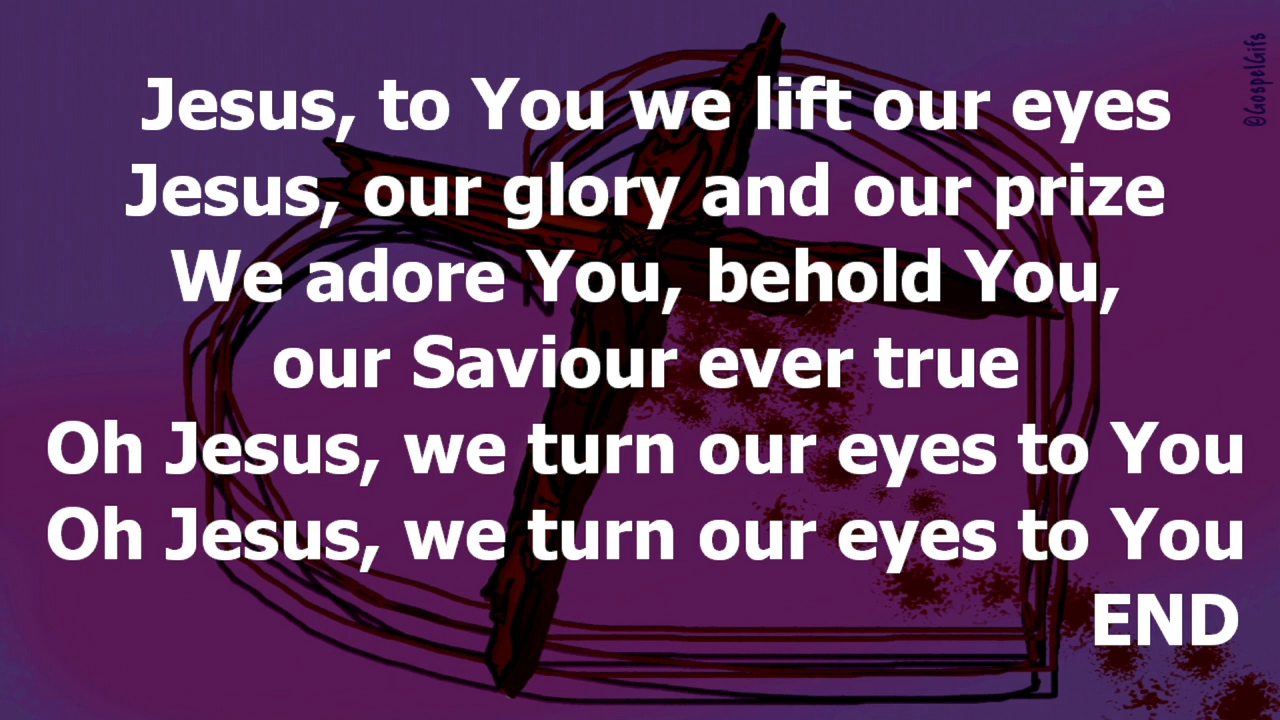 Jesus, to You we lift our eyes
Jesus, our glory and our prize
We adore You, behold You,
our Saviour ever true
Oh Jesus, we turn our eyes to You
Oh Jesus, we turn our eyes to You
END
©GospelGifs